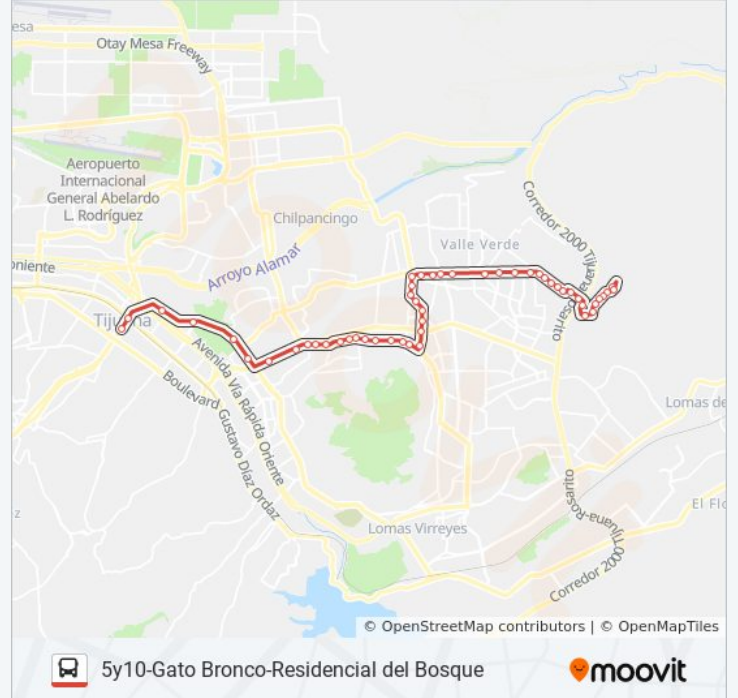 esa
Otay Mesa Freeway
Aeropuerto
Internacional
General Abelardo
L. Rodríguez
Chilpancingo
Corredor 2000 Tijuana-Rosarito
Valle Verde
oniente
Arroyo Alamar
Tijuana
Avenida Vía Rápida Oriente
Boulevard Gustavo Díaz Ordaz
Lomas de
z
El Flo
Lomas Virreyes
Corredor 2000 Tijuana-Rosarito
© OpenStreetMap contributors | © OpenMapTiles
5y10-Gato Bronco-Residencial del Bosque
moovit